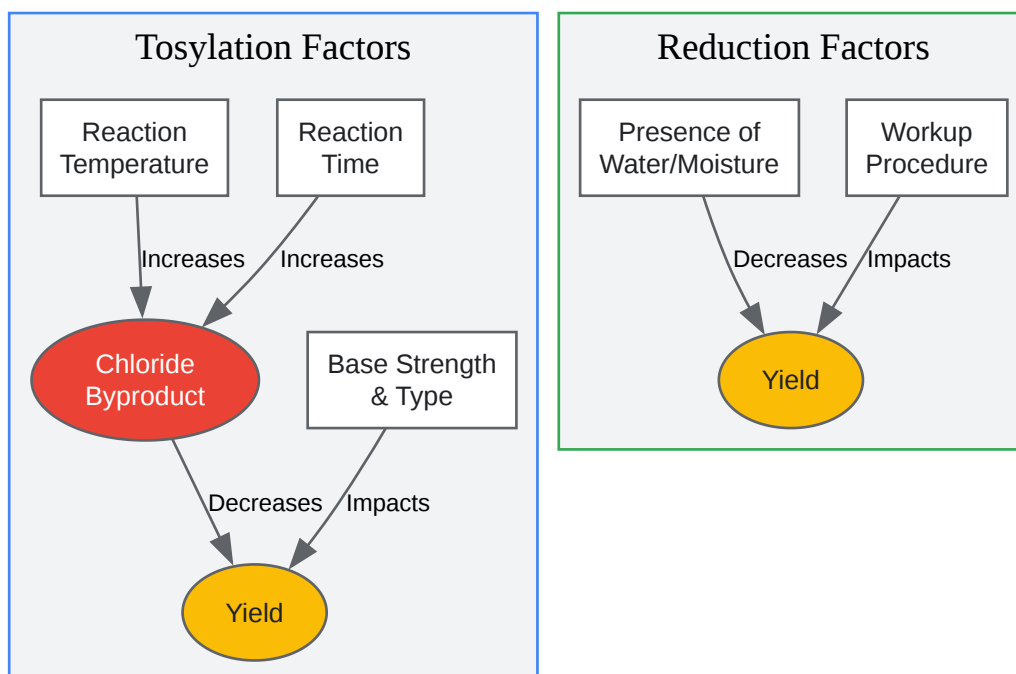 Tosylation Factors
Reaction
Temperature
Reaction
Time
Increases
Increases
Chloride
Byproduct
Base Strength
& Type
Decreases
Impacts
Yield
Reduction Factors
Presence of
Water/Moisture
Workup
Procedure
Decreases
Impacts
Yield